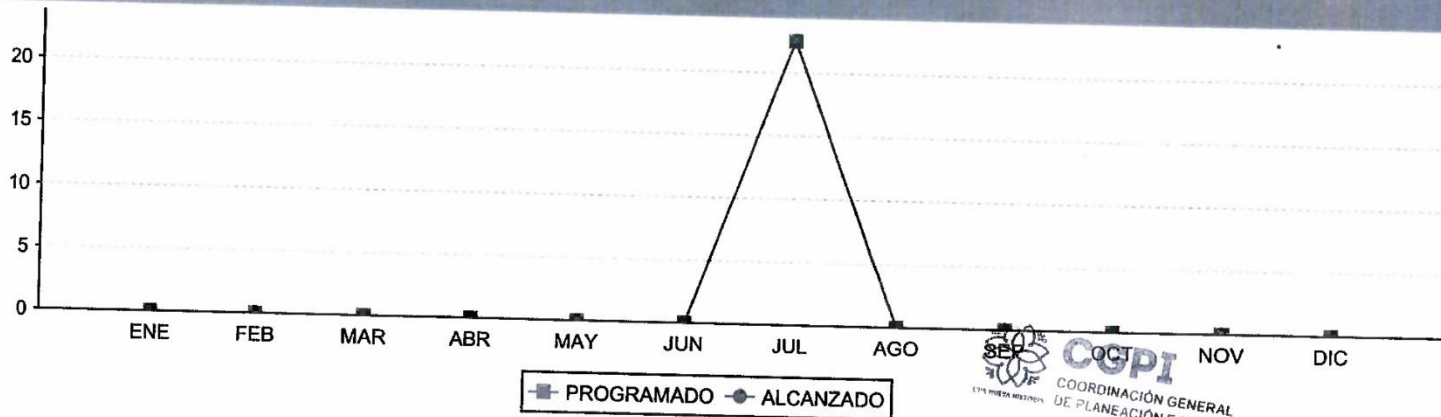 20
15
10
5
0
ENE FEB MAR ABR MAY JUN JUL AGO SEP OCT NOV DIC
PROGRAMADO ALCANZADO
CGPI
COORDINACIÓN GENERAL
DE PLANEACIÓN E